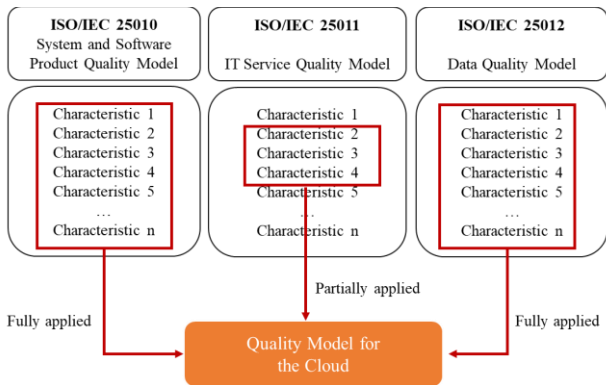 ISO/IEC 25010
System and Software
Product Quality Model
ISO/IEC 25011
IT Service Quality Model
ISO/IEC 25012
Data Quality Model
Characteristic 1
Characteristic 2
Characteristic 3
Characteristic 4
Characteristic 5
...
Characteristic n
Characteristic 1
Characteristic 2
Characteristic 3
Characteristic 4
Characteristic 5
...
Characteristic n
Characteristic 1
Characteristic 2
Characteristic 3
Characteristic 4
Characteristic 5
...
Characteristic n
Fully applied
Partially applied
Fully applied
Quality Model for
the Cloud